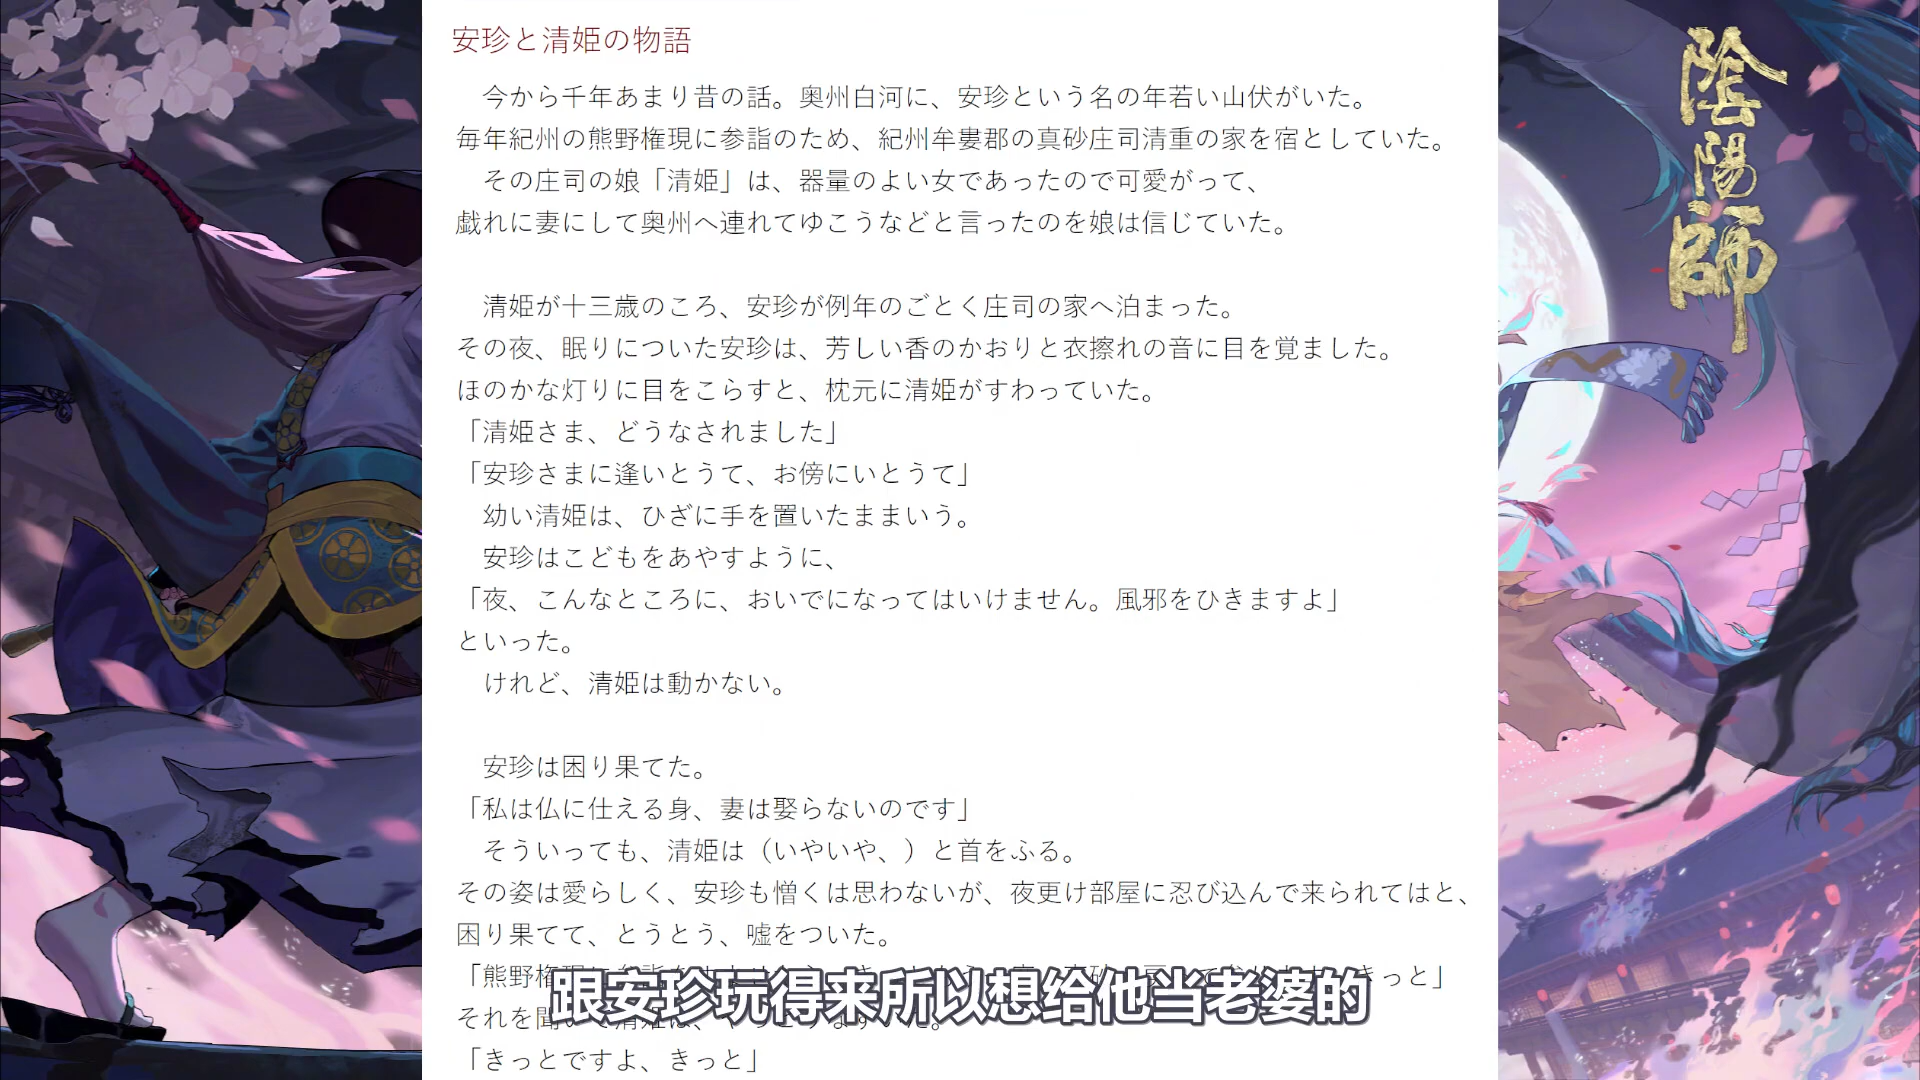 安珍と清姫の物語
今から千年あまり昔の話。奥州白河に、安珍という名の年若い山伏がいた。
毎年紀州の熊野権現に参詣のため、紀州牟婁郡の真砂庄司清重の家を宿としていた。
その庄司の娘「清姫」は、器量のよい女であったので可愛がって、
戯れに妻にして奥州へ連れてゆこうなどと言ったのを娘は信じていた。
清姫が十三歳のころ、安珍が例年のごとく庄司の家へ泊まった。
その夜、眠りについた安珍は、芳しい香のかおりと衣擦れの音に目を覚ました。
ほのかな灯りに目をこらすと、枕元に清姫がすわっていた。
「清姫さま、どうなされました」
「安珍さまに逢いとうて、お傍にいとうて」
幼い清姫は、ひざに手を置いたままいう。
安珍はこどもをあやすように、
「夜、こんなところに、おいでになってはいけません。風邪をひきますよ」
といった。
けれど、清姫は動かない。
安珍は困り果てた。
「私は仏に仕える身、妻は娶らないのです」
そういっても、清姫は（いやいや、）と首をふる。
その姿は愛らしく、安珍も憎くは思わないが、夜更け部屋に忍び込んで来られてはと、
困り果てて、とうとう、嘘をついた。
「熊野権現に参詣 きっと」
跟安珍玩得来所以想给他当老婆的
それを聞いて清姫は、
「きっとですよ、きっと」
陰陽師